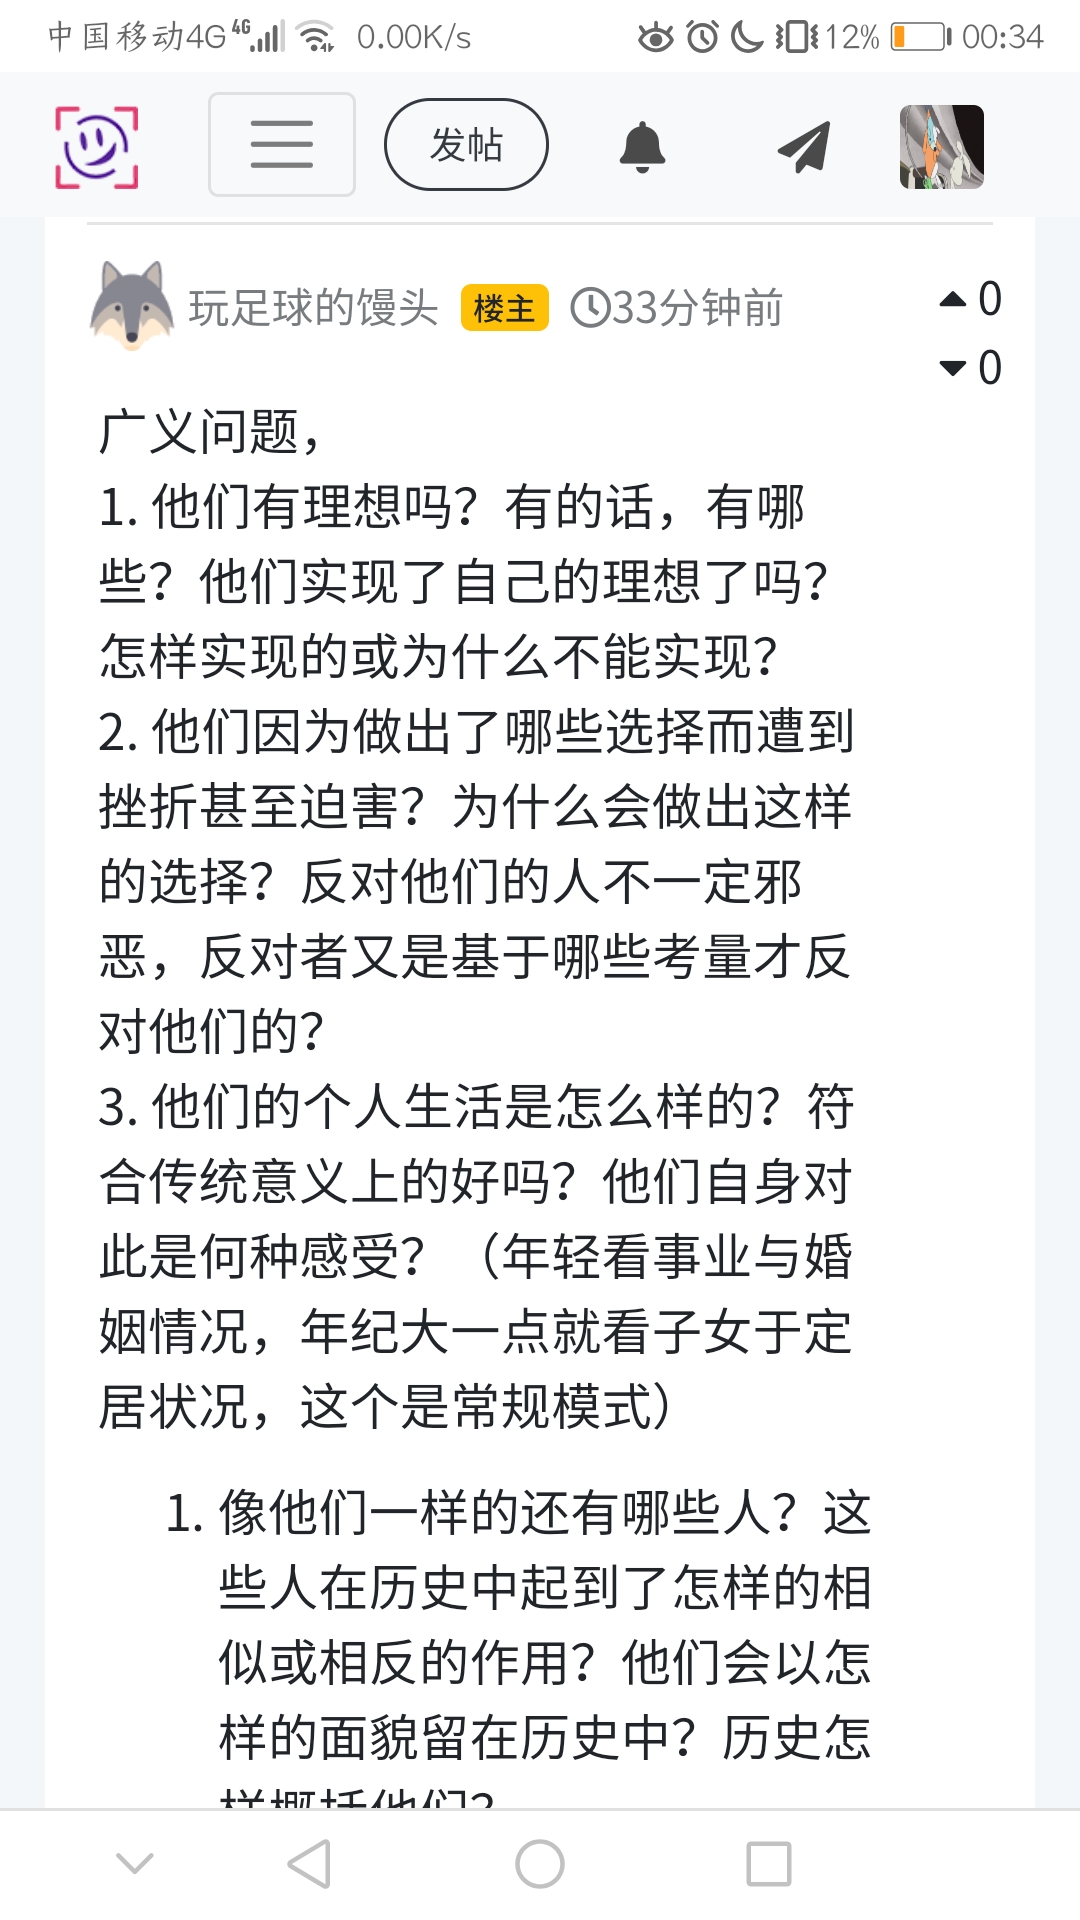 中国移动4G 4G 0.00K/s 12% 00:34
发帖
玩足球的馒头 楼主 33分钟前
0
0
广义问题，
1. 他们有理想吗？有的话，有哪
些？他们实现了自己的理想了吗？
怎样实现的或为什么不能实现？
2. 他们因为做出了哪些选择而遭到
挫折甚至迫害？为什么会做出这样
的选择？反对他们的人不一定邪
恶，反对者又是基于哪些考量才反
对他们的？
3. 他们的个人生活是怎么样的？符
合传统意义上的好吗？他们自身对
此是何种感受？（年轻看事业与婚
姻情况，年纪大一点就看子女于定
居状况，这个是常规模式）
1. 像他们一样的还有哪些人？这
些人在历史中起到了怎样的相
似或相反的作用？他们会以怎
样的面貌留在历史中？历史怎
样概括他们？